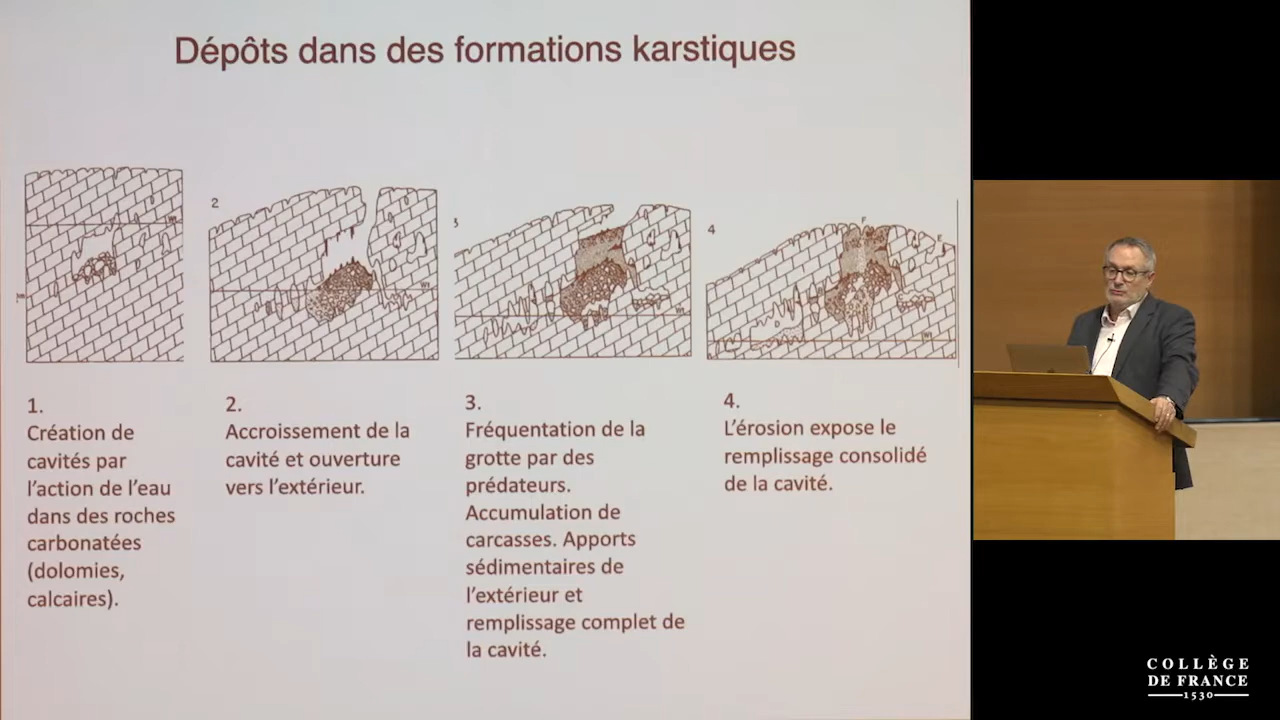 Dépôts dans des formations karstiques
2
3
4
1.
Création de
cavités par
l'action de l'eau
dans des roches
carbonatées
(dolomies,
calcaires).
2.
Accroissement de la
cavité et ouverture
vers l'extérieur.
3.
Fréquentation de la
grotte par des
prédateurs.
Accumulation de
carcasses. Apports
sédimentaires de
l'extérieur et
remplissage complet de
la cavité.
4.
L'érosion expose le
remplissage consolidé
de la cavité.
COLLÈGE
DE FRANCE
1530